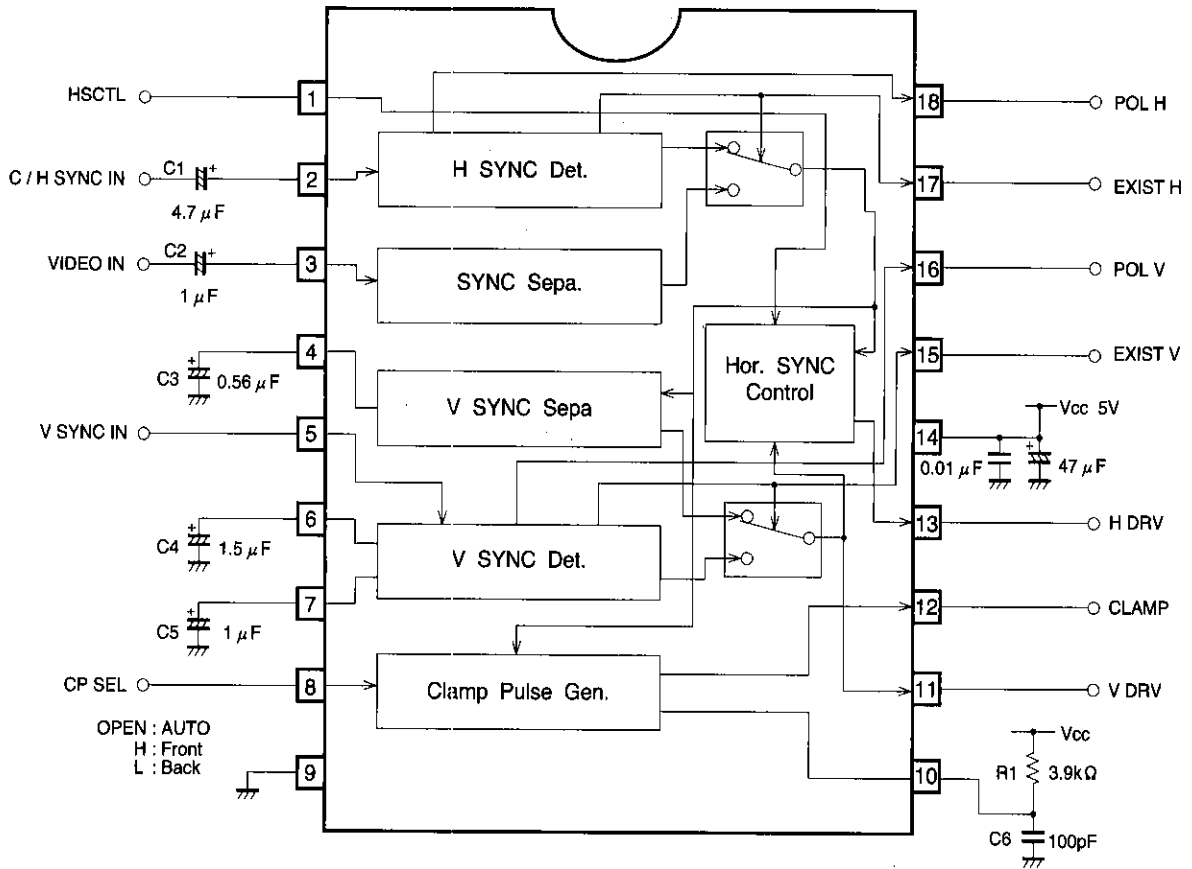 HSCTL
1
C / H SYNC IN
C1
+
4.7 μF
2
VIDEO IN
C2
+
1 μF
3
4
+
C3
0.56 μF
V SYNC IN
5
6
+
C4
1.5 μF
7
+
C5
1 μF
CP SEL
8
OPEN : AUTO
H : Front
L : Back
9
H SYNC Det.
SYNC Sepa.
V SYNC Sepa
Hor. SYNC
Control
V SYNC Det.
Clamp Pulse Gen.
18
POL H
17
EXIST H
16
POL V
15
EXIST V
Vcc 5V
14
0.01 μF
+
47 μF
13
H DRV
12
CLAMP
11
V DRV
Vcc
10
R1
3.9kΩ
C6
100pF